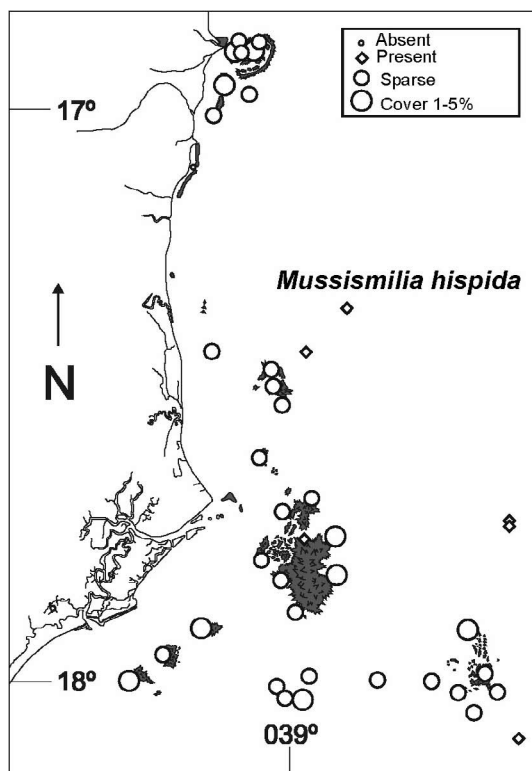 Absent
Present
Sparse
Cover 1-5%
17º
Mussismilia hispida
N
18º
039º